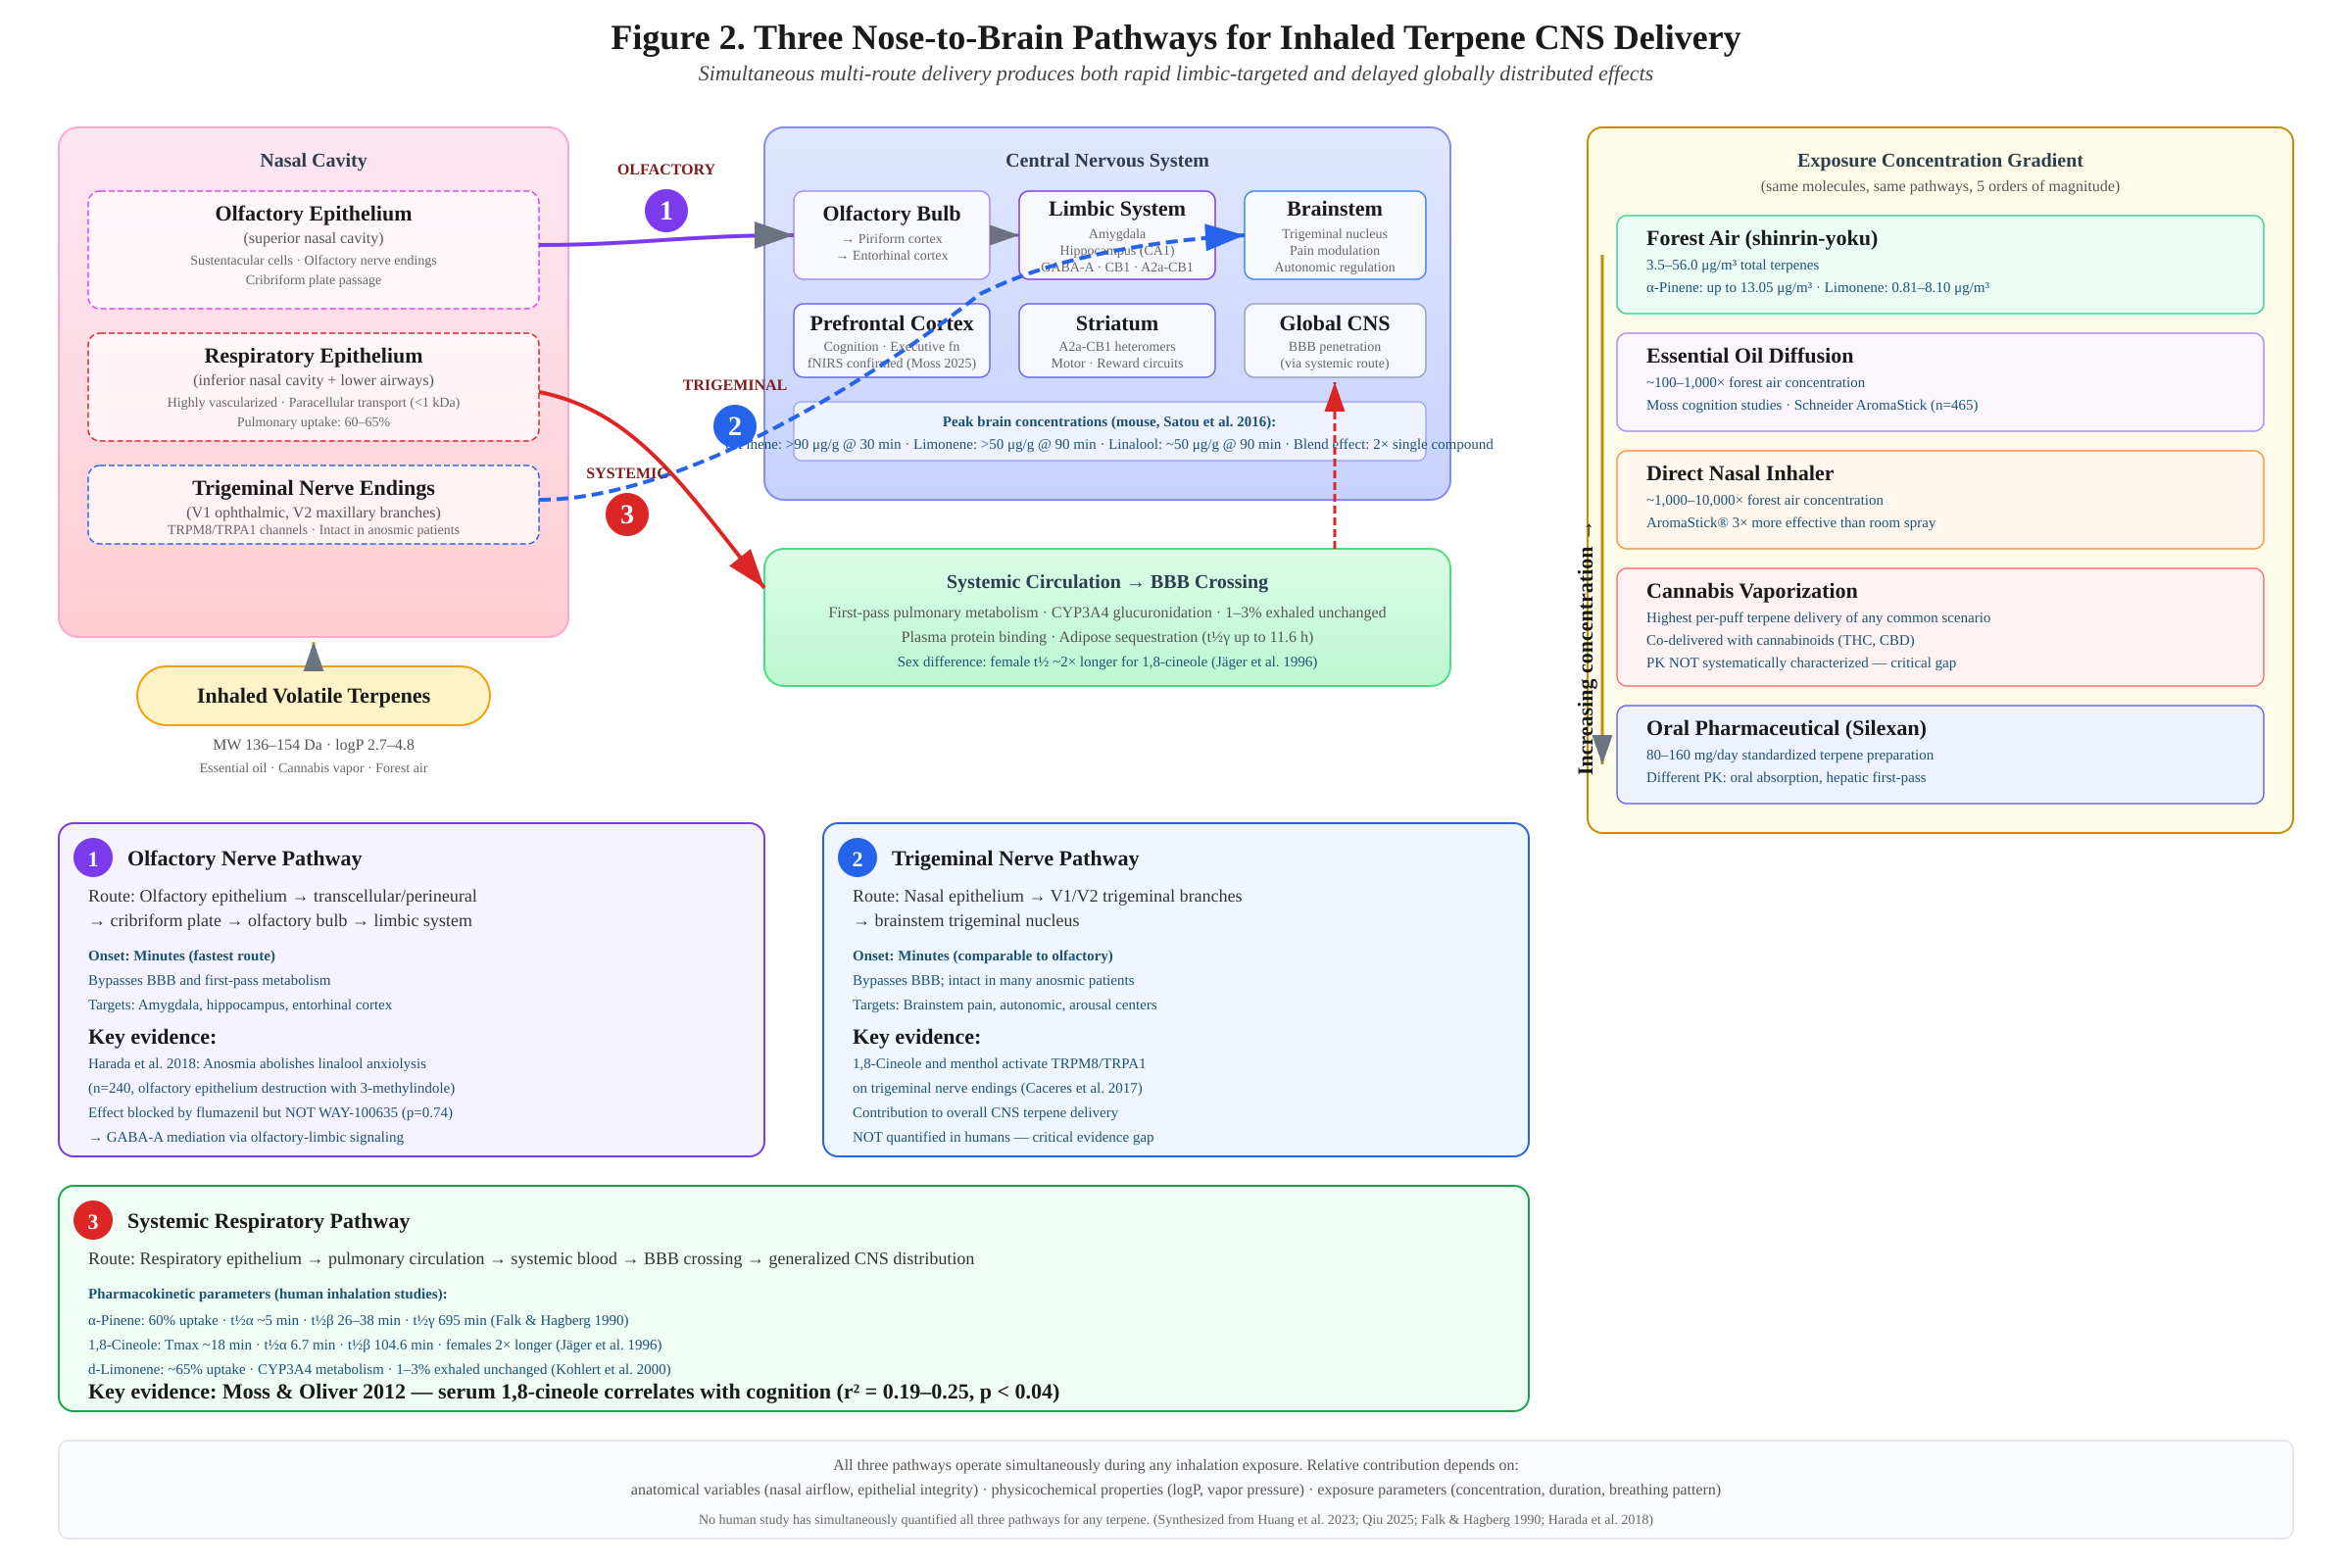 Figure 2. Three Nose-to-Brain Pathways for Inhaled Terpene CNS Delivery
Simultaneous multi-route delivery produces both rapid limbic-targeted and delayed globally distributed effects
Nasal Cavity
Olfactory Epithelium
(superior nasal cavity)
Sustentacular cells · Olfactory nerve endings
Cribriform plate passage
Respiratory Epithelium
(inferior nasal cavity + lower airways)
Highly vascularized · Paracellular transport (<1 kDa)
Pulmonary uptake: 60–65%
Trigeminal Nerve Endings
(V1 ophthalmic, V2 maxillary branches)
TRPM8/TRPA1 channels · Intact in anosmic patients
Inhaled Volatile Terpenes
MW 136–154 Da · logP 2.7–4.8
Essential oil · Cannabis vapor · Forest air
OLFACTORY
1
TRIGEMINAL
2
SYSTEMIC
3
Central Nervous System
Olfactory Bulb
→ Piriform cortex
→ Entorhinal cortex
Limbic System
Amygdala
Hippocampus (CA1)
GABA-A · CB1 · A2a-CB1
Brainstem
Trigeminal nucleus
Pain modulation
Autonomic regulation
Prefrontal Cortex
Cognition · Executive fn
fNIRS confirmed (Moss 2025)
Striatum
A2a-CB1 heteromers
Motor · Reward circuits
Global CNS
BBB penetration
(via systemic route)
Peak brain concentrations (mouse, Satou et al. 2016):
>90 μg/g @ 30 min · Limonene: >50 μg/g @ 90 min · Linalool: ~50 μg/g @ 90 min · Blend effect: 2× single compound
Systemic Circulation → BBB Crossing
First-pass pulmonary metabolism · CYP3A4 glucuronidation · 1–3% exhaled unchanged
Plasma protein binding · Adipose sequestration (t½γ up to 11.6 h)
Sex difference: female t½ ~2× longer for 1,8-cineole (Jäger et al. 1996)
Exposure Concentration Gradient
(same molecules, same pathways, 5 orders of magnitude)
Increasing concentration →
Forest Air (shinrin-yoku)
3.5–56.0 μg/m³ total terpenes
α-Pinene: up to 13.05 μg/m³ · Limonene: 0.81–8.10 μg/m³
Essential Oil Diffusion
~100–1,000× forest air concentration
Moss cognition studies · Schneider AromaStick (n=465)
Direct Nasal Inhaler
~1,000–10,000× forest air concentration
AromaStick® 3× more effective than room spray
Cannabis Vaporization
Highest per-puff terpene delivery of any common scenario
Co-delivered with cannabinoids (THC, CBD)
PK NOT systematically characterized — critical gap
Oral Pharmaceutical (Silexan)
80–160 mg/day standardized terpene preparation
Different PK: oral absorption, hepatic first-pass
1
Olfactory Nerve Pathway
Route: Olfactory epithelium → transcellular/perineural
→ cribriform plate → olfactory bulb → limbic system
Onset: Minutes (fastest route)
Bypasses BBB and first-pass metabolism
Targets: Amygdala, hippocampus, entorhinal cortex
Key evidence:
Harada et al. 2018: Anosmia abolishes linalool anxiolysis
(n=240, olfactory epithelium destruction with 3-methylindole)
Effect blocked by flumazenil but NOT WAY-100635 (p=0.74)
→ GABA-A mediation via olfactory-limbic signaling
2
Trigeminal Nerve Pathway
Route: Nasal epithelium → V1/V2 trigeminal branches
→ brainstem trigeminal nucleus
Onset: Minutes (comparable to olfactory)
Bypasses BBB; intact in many anosmic patients
Targets: Brainstem pain, autonomic, arousal centers
Key evidence:
1,8-Cineole and menthol activate TRPM8/TRPA1
on trigeminal nerve endings (Caceres et al. 2017)
Contribution to overall CNS terpene delivery
NOT quantified in humans — critical evidence gap
3
Systemic Respiratory Pathway
Route: Respiratory epithelium → pulmonary circulation → systemic blood → BBB crossing → generalized CNS distribution
Pharmacokinetic parameters (human inhalation studies):
α-Pinene: 60% uptake · t½α ~5 min · t½β 26–38 min · t½γ 695 min (Falk & Hagberg 1990)
1,8-Cineole: Tmax ~18 min · t½α 6.7 min · t½β 104.6 min · females 2× longer (Jäger et al. 1996)
d-Limonene: ~65% uptake · CYP3A4 metabolism · 1–3% exhaled unchanged (Kohlert et al. 2000)
Key evidence: Moss & Oliver 2012 — serum 1,8-cineole correlates with cognition (r² = 0.19–0.25, p < 0.04)
All three pathways operate simultaneously during any inhalation exposure. Relative contribution depends on:
anatomical variables (nasal airflow, epithelial integrity) · physicochemical properties (logP, vapor pressure) · exposure parameters (concentration, duration, breathing pattern)
No human study has simultaneously quantified all three pathways for any terpene. (Synthesized from Huang et al. 2023; Qiu 2025; Falk & Hagberg 1990; Harada et al. 2018)